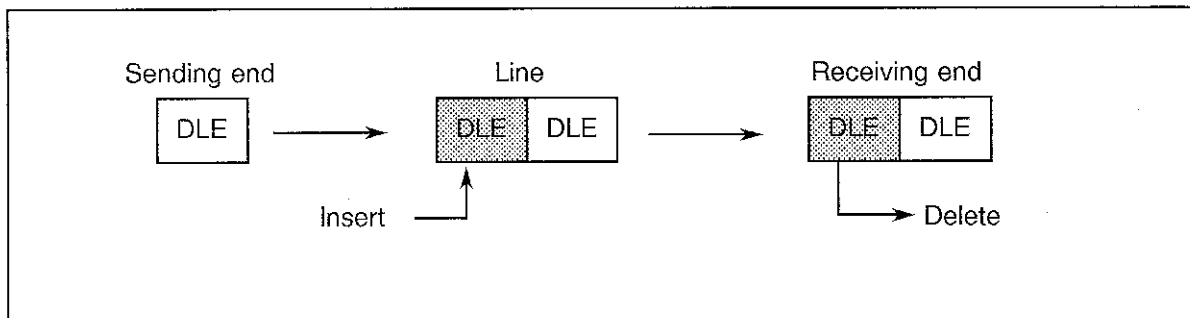 Sending end Line Receiving end
DLE DLE DLE DLE DLE
Insert Delete